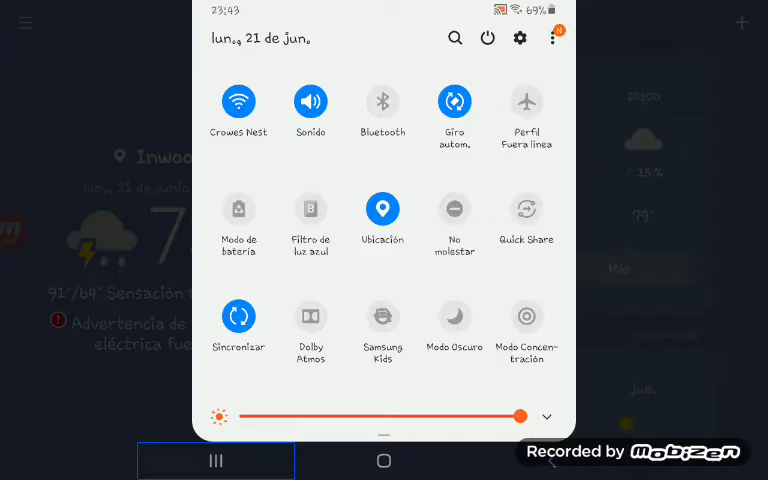 23:43
69%
lun., 21 de jun.
N
Crowes Nest
Sonido
Bluetooth
Giro
autom.
Perfil
Fuera línea
Modo de
batería
Filtro de
luz azul
Ubicación
No
molestar
Quick Share
Sincronizar
Dolby
Atmos
Samsung
Kids
Modo Oscuro
Modo Concen-
tración
Inwoo
lun., 21 de junio
7
91°/64° Sensación
Advertencia de
eléctrica fue
20:00
15 %
79°
Más
jue.
Recorded by Mobizen